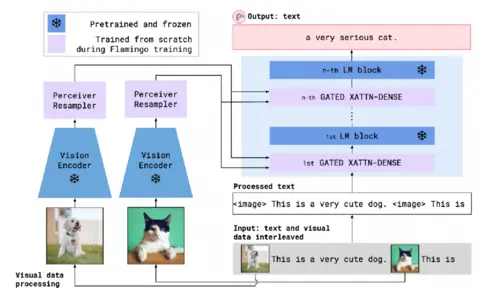 Pretrained and frozen
Trained from scratch
during Flamingo training
Output: text
a very serious cat.
n-th LM block
n-th GATED XATTN-DENSE
1st LM block
1st GATED XATTN-DENSE
Perceiver
Resampler
Perceiver
Resampler
Vision
Encoder
Vision
Encoder
Processed text
<image> This is a very cute dog. <image> This is
Input: text and visual
data interleaved
This is a very cute dog.
This is
Visual data
processing